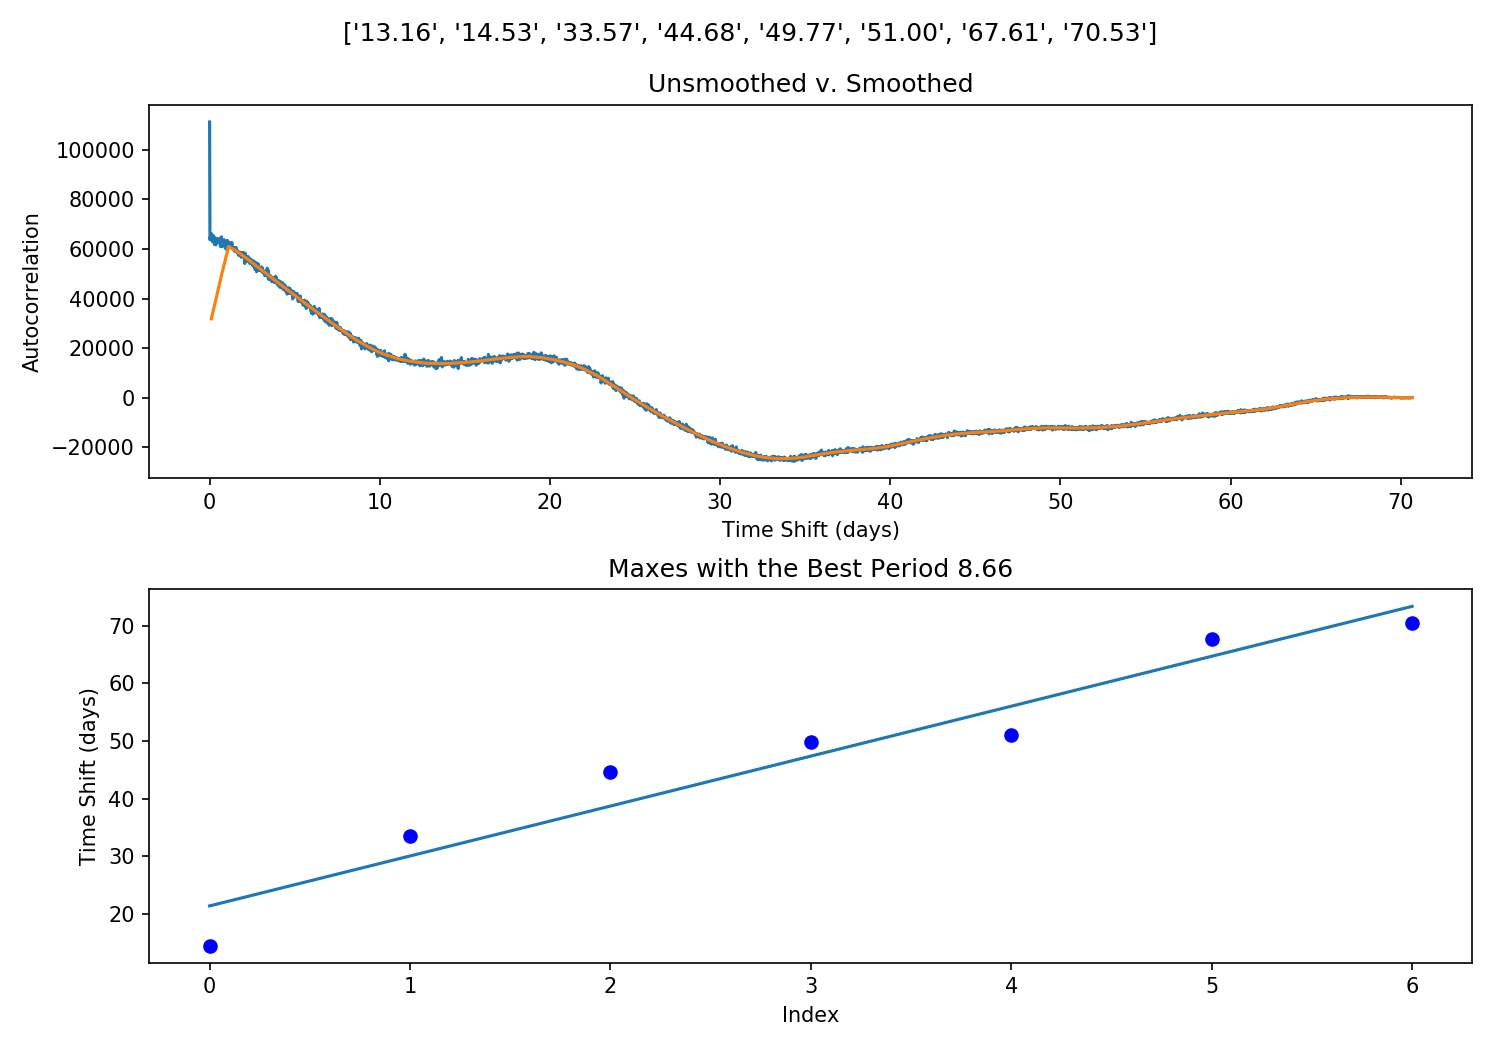 ['13.16', '14.53', '33.57', '44.68', '49.77', '51.00', '67.61', '70.53']
Unsmoothed v. Smoothed
100000
80000
60000
40000
20000
0
−20000
Autocorrelation
0 10 20 30 40 50 60 70
Time Shift (days)
Maxes with the Best Period 8.66
70
60
50
40
30
20
Time Shift (days)
0 1 2 3 4 5 6
Index